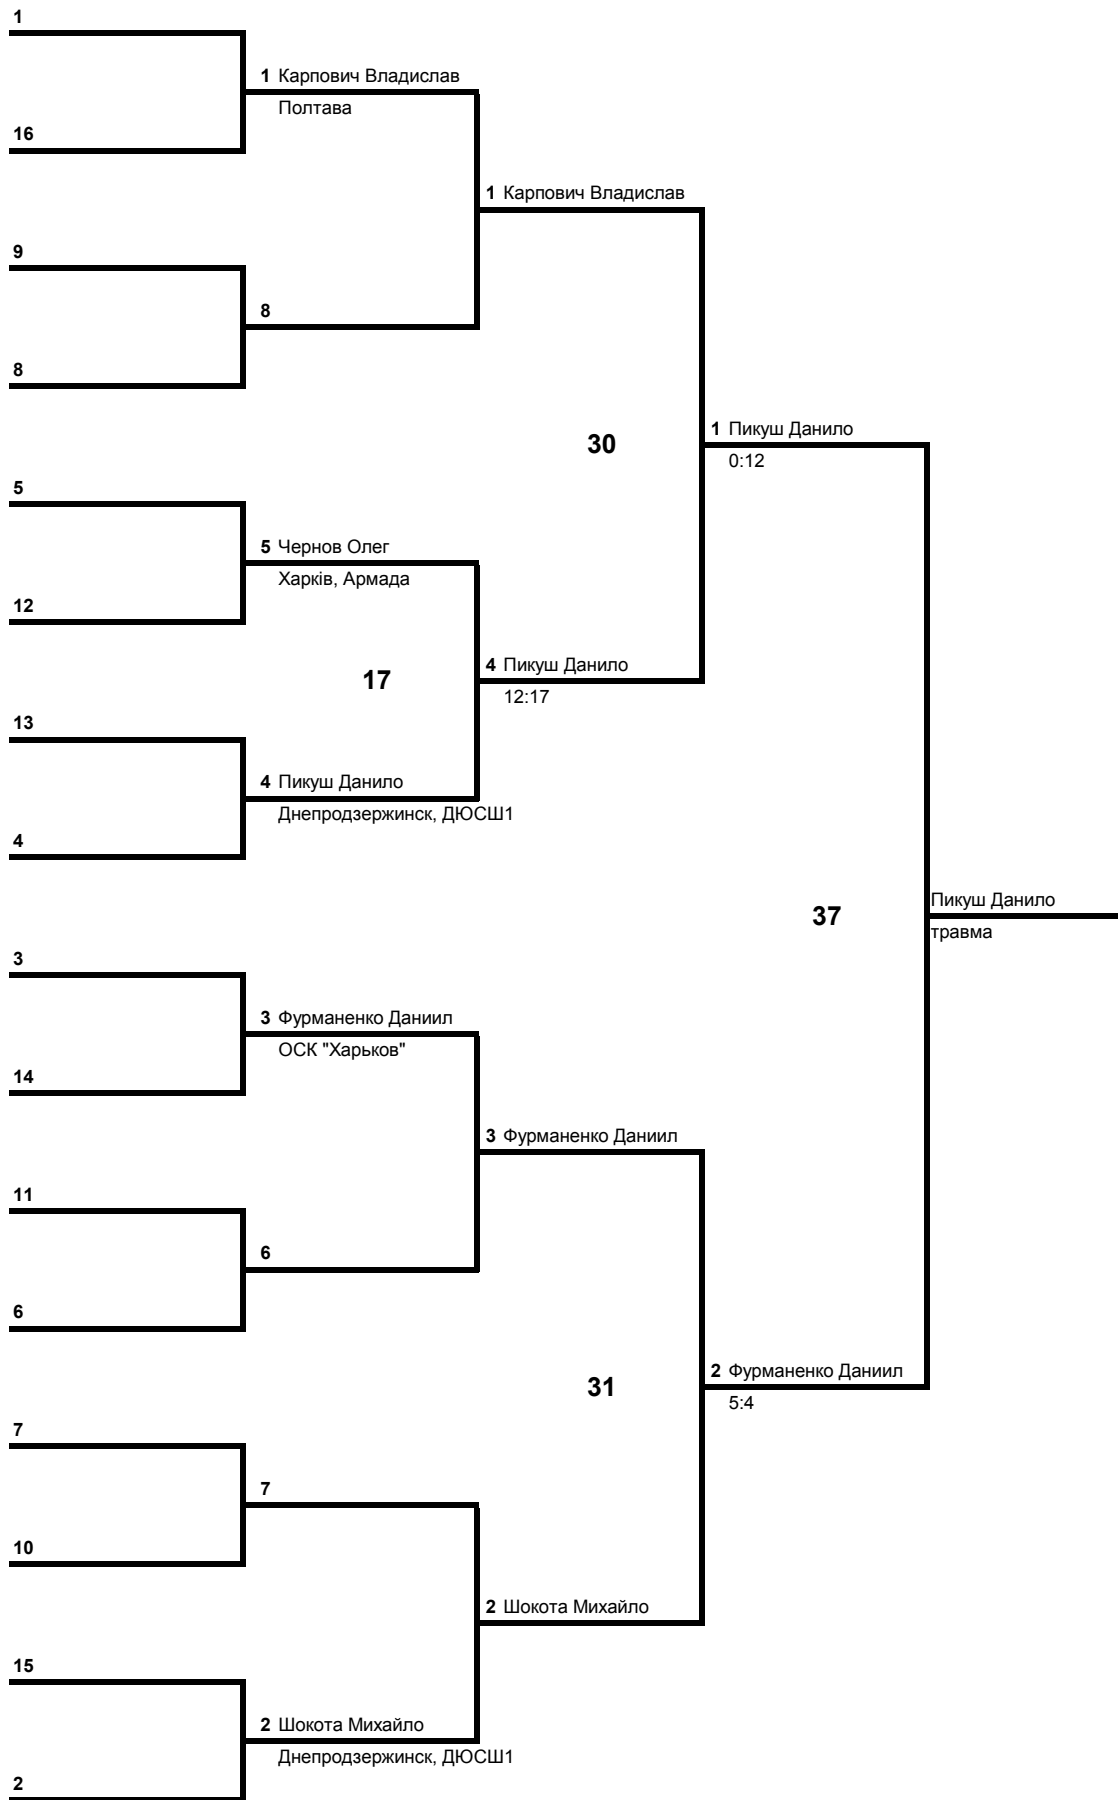 1
1 Карпович Владислав
Полтава
16
1 Карпович Владислав
9
8
8
1 Пикуш Данило
30
0:12
5
5 Чернов Олег
Харків, Армада
12
4 Пикуш Данило
17
12:17
13
4 Пикуш Данило
Днепродзержинск, ДЮСШ1
4
Пикуш Данило
37
травма
3
3 Фурманенко Даниил
ОСК "Харьков"
14
3 Фурманенко Даниил
11
6
6
2 Фурманенко Даниил
31
5:4
7
7
10
2 Шокота Михайло
15
2 Шокота Михайло
Днепродзержинск, ДЮСШ1
2